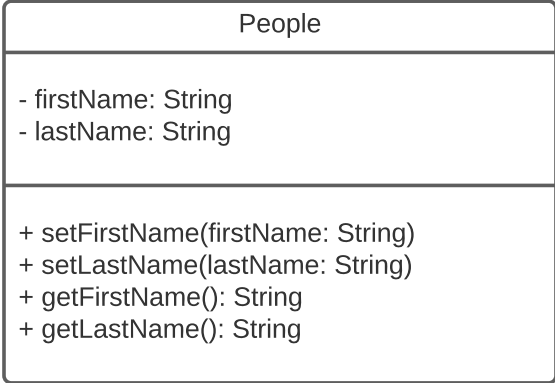 People
- firstName: String
- lastName: String
+ setFirstName(firstName: String)
+ setLastName(lastName: String)
+ getFirstName(): String
+ getLastName(): String